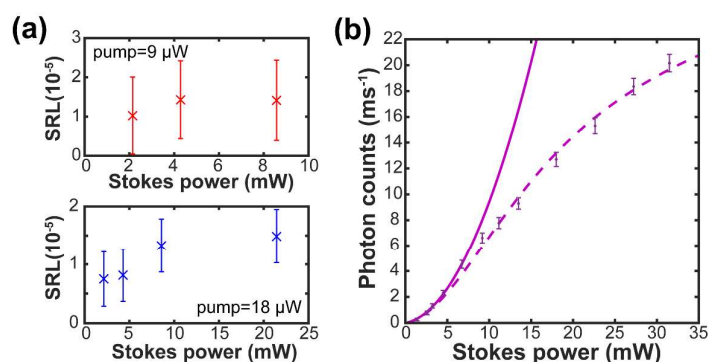 (a)
pump=9 µW
SRL(10⁻⁵)
3
2
1
0
0 2 4 6 8 10
Stokes power (mW)
SRL(10⁻⁵)
2
1
0
pump=18 µW
0 5 10 15 20 25
Stokes power (mW)
(b)
Photon counts (ms⁻¹)
22
20
18
16
14
12
10
8
6
4
2
0
0 5 10 15 20 25 30 35
Stokes power (mW)